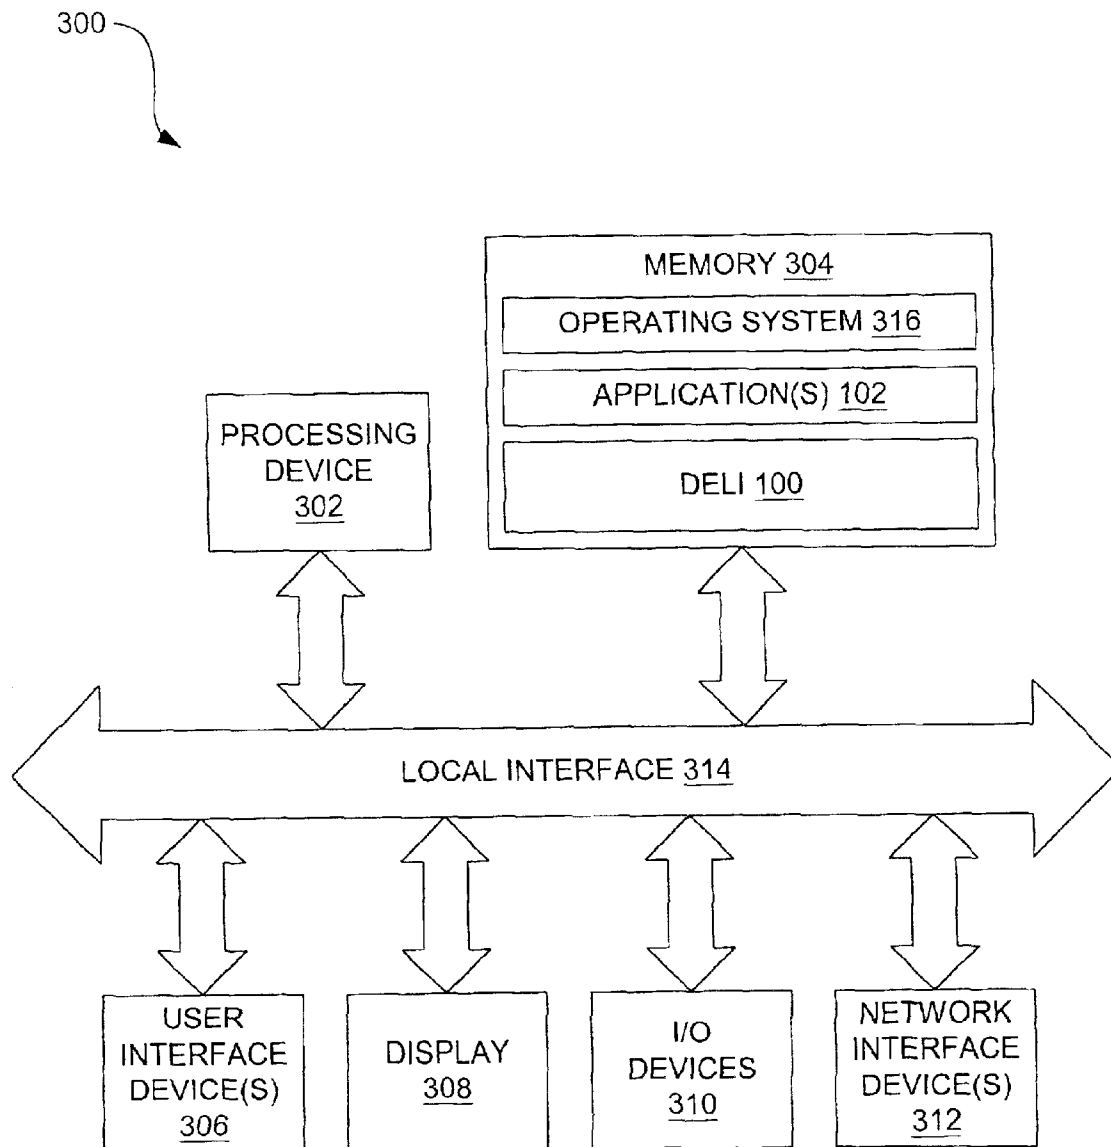 300
MEMORY 304
OPERATING SYSTEM 316
APPLICATION(S) 102
DELI 100
PROCESSING
DEVICE
302
LOCAL INTERFACE 314
USER
INTERFACE
DEVICE(S)
306
DISPLAY
308
I/O
DEVICES
310
NETWORK
INTERFACE
DEVICE(S)
312